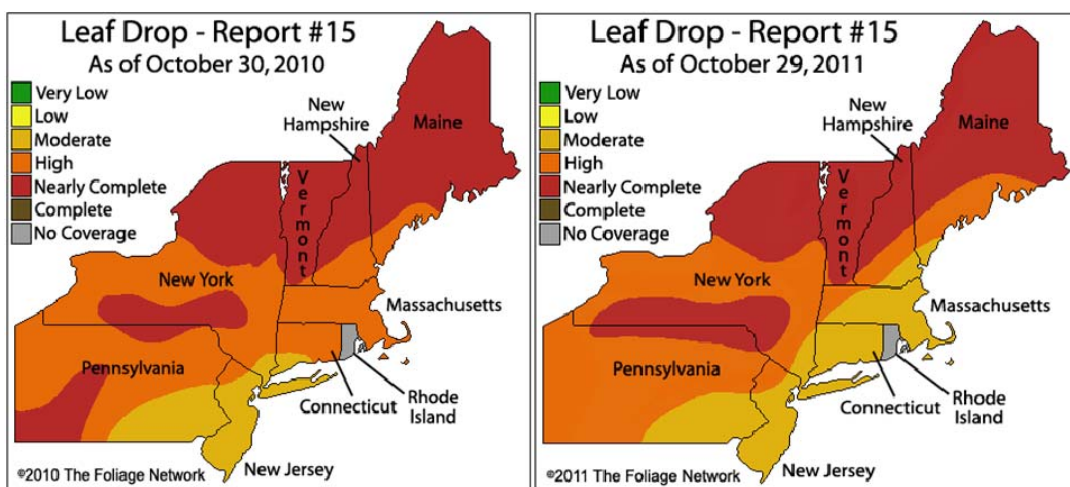 Leaf Drop - Report #15
As of October 30, 2010
Very Low
Low
Moderate
High
Nearly Complete
Complete
No Coverage
New
Hampshire
Maine
Vermont
New York
Massachusetts
Pennsylvania
Rhode
Island
Connecticut
New Jersey
©2010 The Foliage Network
Leaf Drop - Report #15
As of October 29, 2011
Very Low
Low
Moderate
High
Nearly Complete
Complete
No Coverage
New
Hampshire
Maine
Vermont
New York
Massachusetts
Pennsylvania
Rhode
Island
Connecticut
New Jersey
©2011 The Foliage Network